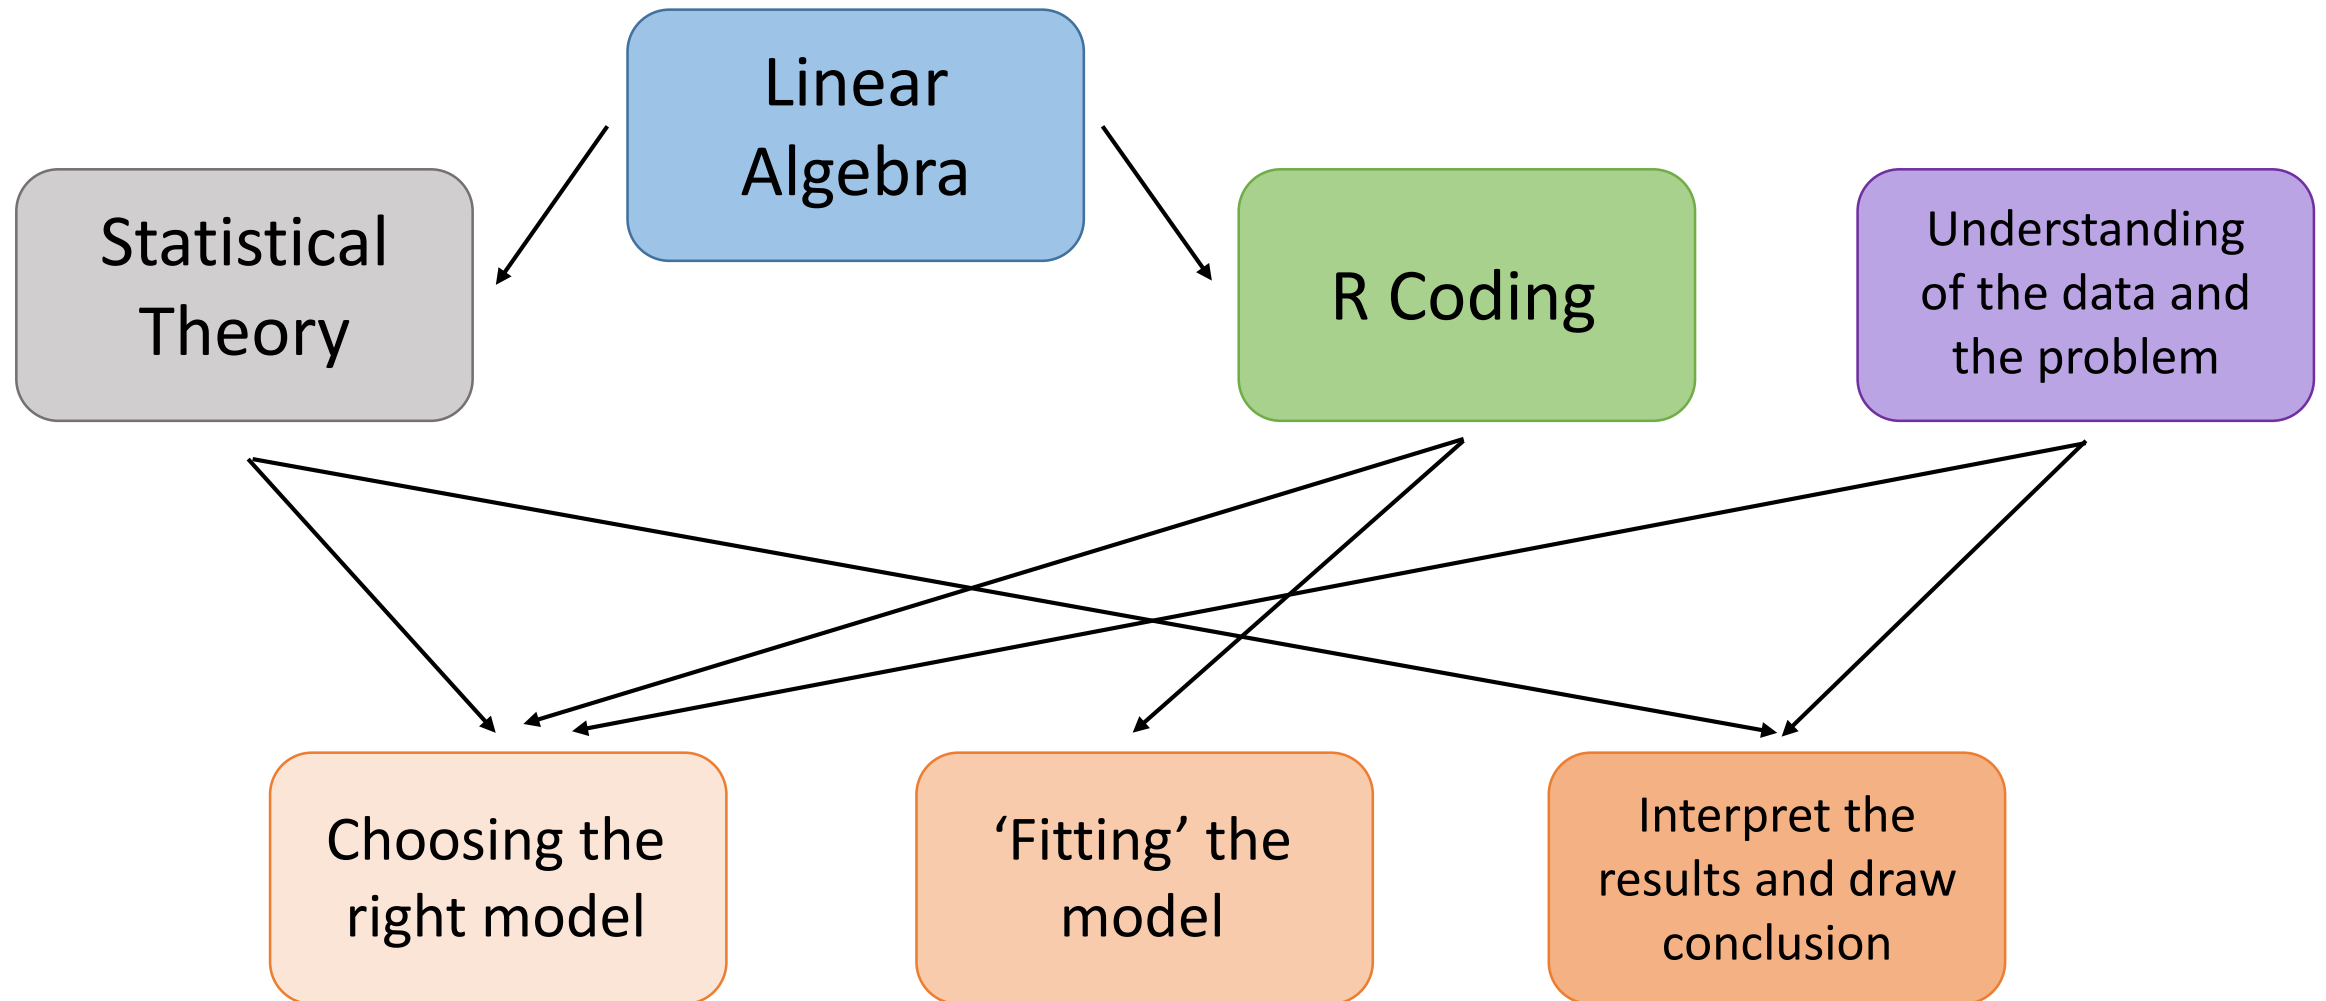 Linear
Algebra
Statistical
Theory
R Coding
Understanding
of the data and
the problem
Choosing the
right model
‘Fitting’ the
model
Interpret the
results and draw
conclusion